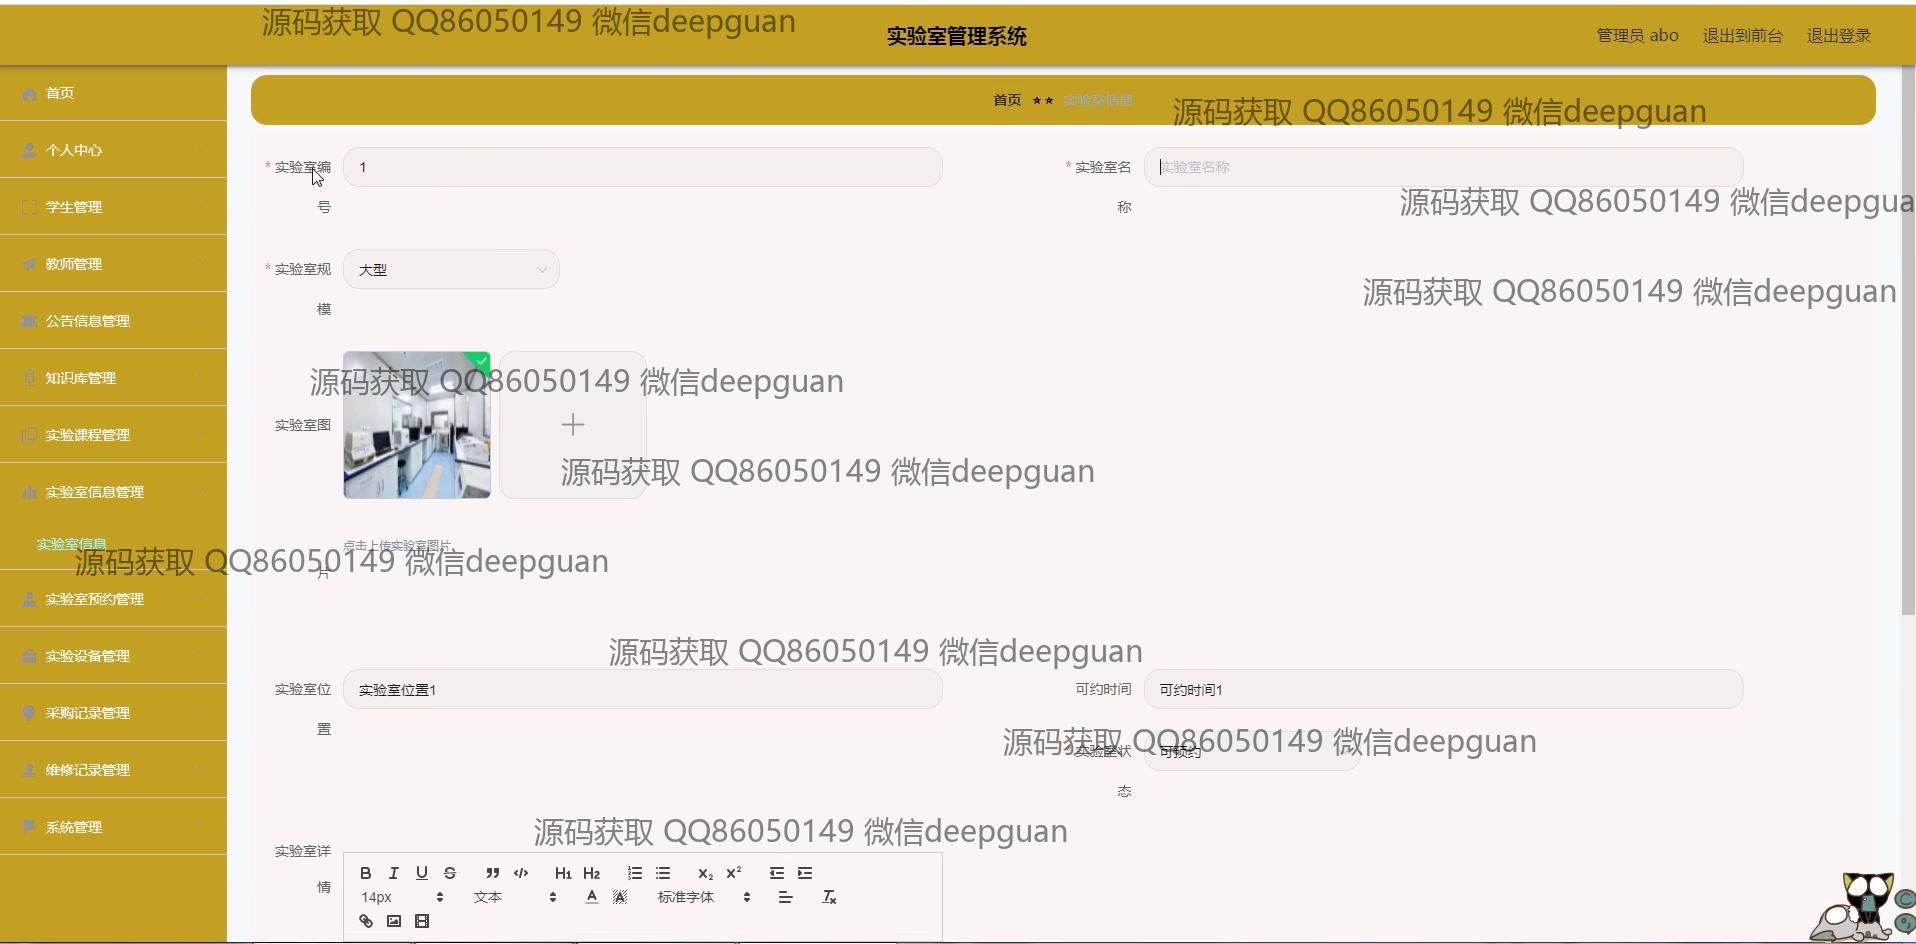 源码获取 QQ86050149 微信deepguan
实验室管理系统
管理员 abo
退出到前台
退出登录
首页
个人中心
学生管理
教师管理
公告信息管理
知识库管理
实验课程管理
实验室信息管理
实验室信息
实验室预约管理
实验设备管理
采购记录管理
维修记录管理
系统管理
首页 ★★ 实验室信息
源码获取 QQ86050149 微信deepguan
* 实验室编
号
1
* 实验室名
称
实验室名称
源码获取 QQ86050149 微信deepgua
* 实验室规
模
大型
源码获取 QQ86050149 微信deepguan
源码获取 QQ86050149 微信deepguan
实验室图
片
源码获取 QQ86050149 微信deepguan
点击上传实验室图片
源码获取 QQ86050149 微信deepguan
源码获取 QQ86050149 微信deepguan
实验室位
置
实验室位置1
可约时间
可约时间1
源码获取 QQ86050149 微信deepguan
* 实验室状
态
可预约
源码获取 QQ86050149 微信deepguan
实验室详
情
B I U S ” </> H1 H2 X2 X2
14px 文本 A A 标准字体 Tx